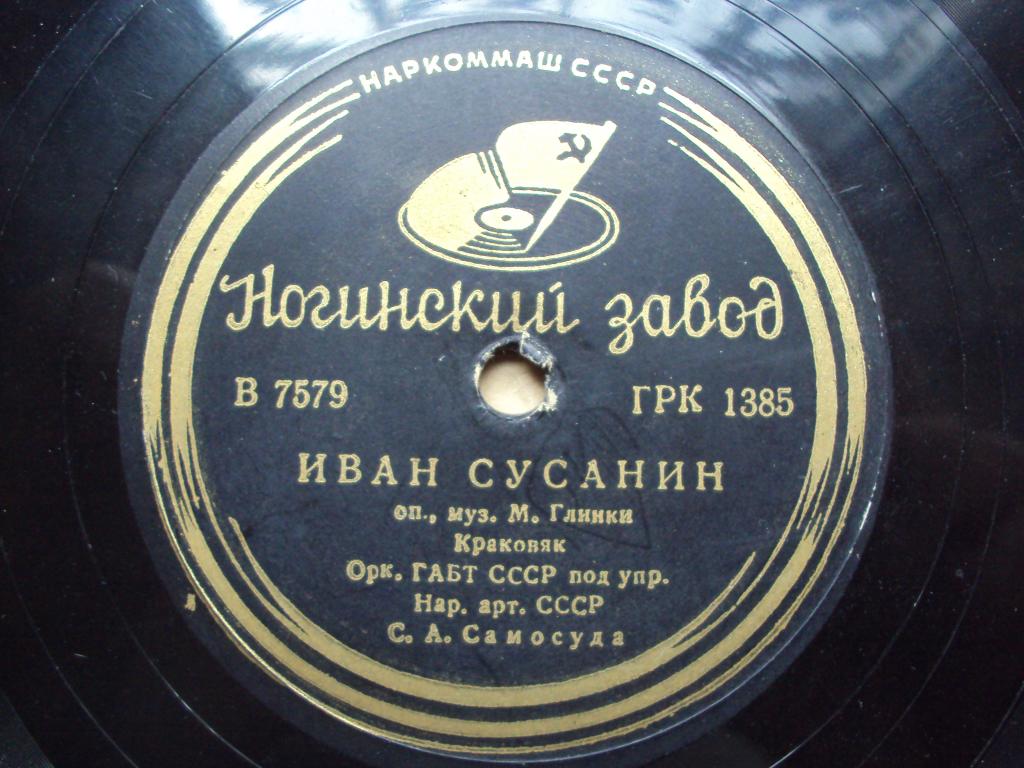 НАРКОММАШ СССР
Ногинский завод
В 7579 ГРК 1385
ИВАН СУСАНИН
оп., муз. М. Глинки
Краковяк
Орк. ГАБТ СССР под упр.
Нар. арт. СССР
С. А. Самосуда